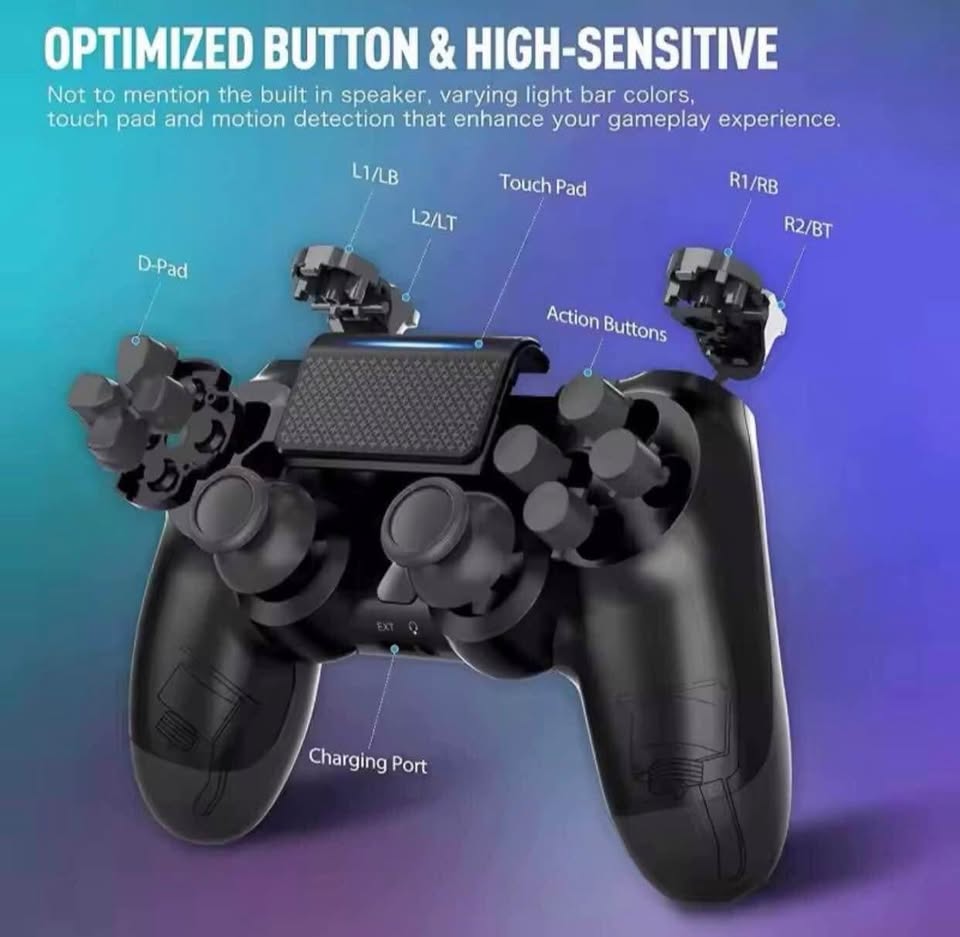 OPTIMIZED BUTTON & HIGH-SENSITIVE
Not to mention the built in speaker, varying light bar colors,
touch pad and motion detection that enhance your gameplay experience.
L1/LB
Touch Pad
R1/RB
L2/LT
R2/BT
D-Pad
Action Buttons
EXT
Charging Port